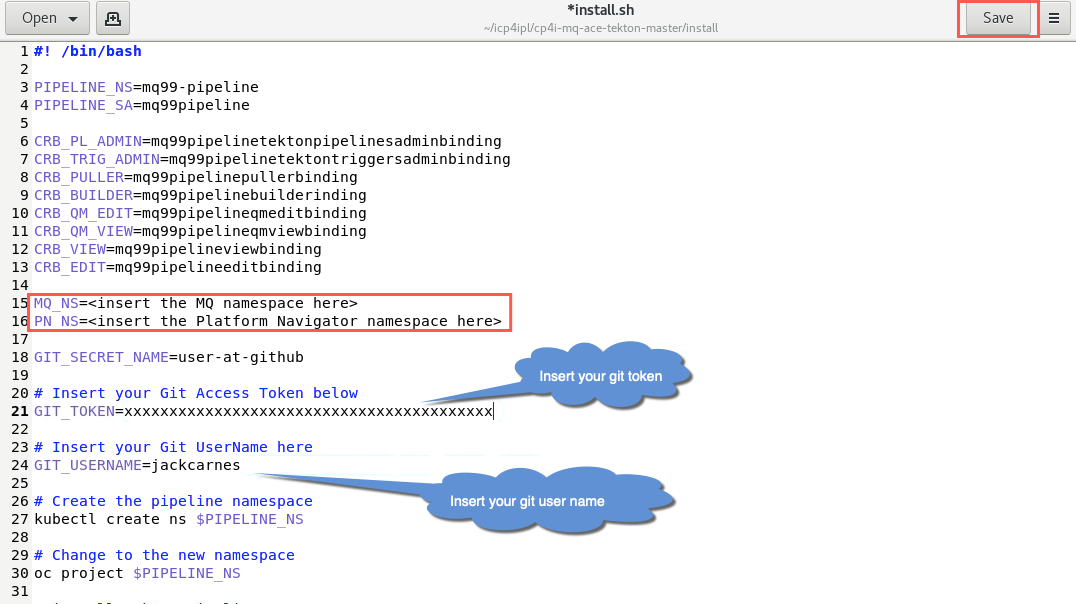 Open
*install.sh
~/icp4ipl/cp4i-mq-ace-tekton-master/install
Save
1 #! /bin/bash
2
3 PIPELINE_NS=mq99-pipeline
4 PIPELINE_SA=mq99pipeline
5
6 CRB_PL_ADMIN=mq99pipelinetektonpipelinesadminbinding
7 CRB_TRIG_ADMIN=mq99pipelinetektontriggersadminbinding
8 CRB_PULLER=mq99pipelinepullerbinding
9 CRB_BUILDER=mq99pipelinebuilderinding
10 CRB_QM_EDIT=mq99pipelineqmeditbinding
11 CRB_QM_VIEW=mq99pipelineqmviewbinding
12 CRB_VIEW=mq99pipelineviewbinding
13 CRB_EDIT=mq99pipelineeditbinding
14
15 MQ_NS=<insert the MQ namespace here>
16 PN_NS=<insert the Platform Navigator namespace here>
17
18 GIT_SECRET_NAME=user-at-github
19
Insert your git token
20 # Insert your Git Access Token below
21 GIT_TOKEN=xxxxxxxxxxxxxxxxxxxxxxxxxxxxxxxxxxxxxxxxx
22
23 # Insert your Git UserName here
24 GIT_USERNAME=jackcarnes
25
Insert your git user name
26 # Create the pipeline namespace
27 kubectl create ns $PIPELINE_NS
28
29 # Change to the new namespace
30 oc project $PIPELINE_NS
31